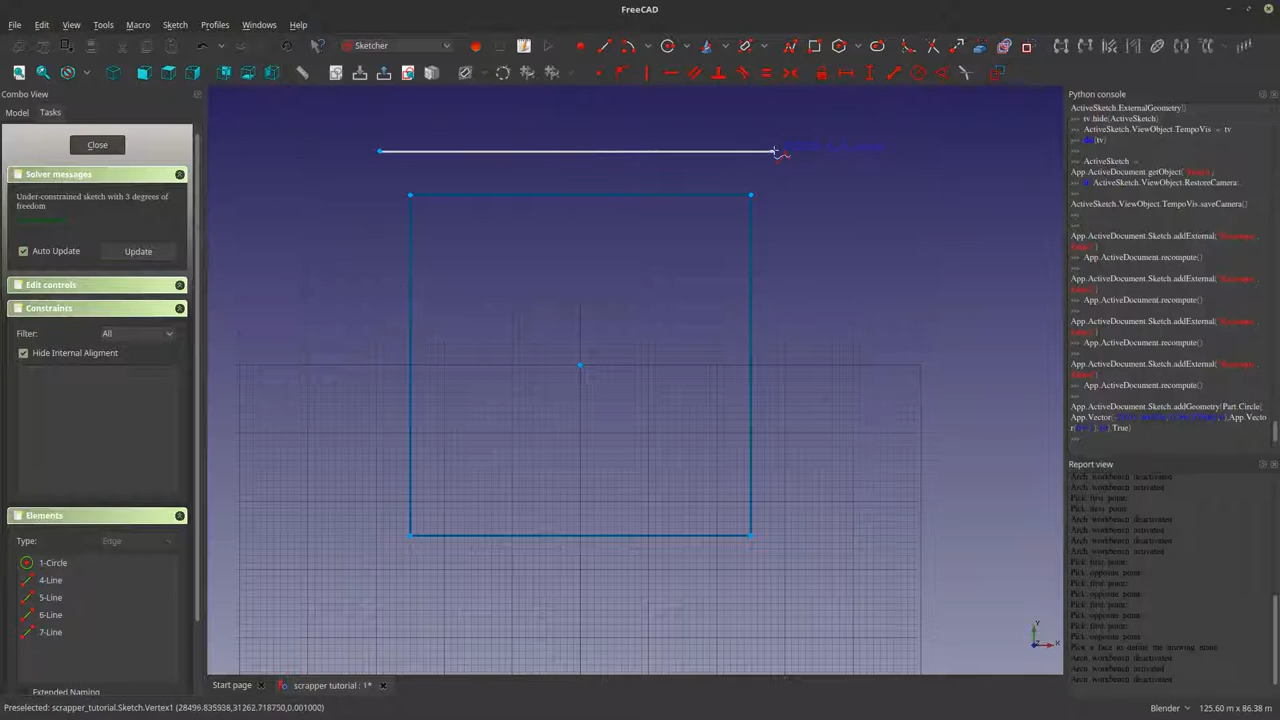 FreeCAD
File Edit View Tools Macro Sketch Profiles Windows Help
Sketcher
Combo View
Model Tasks
Close
Solver messages
Under-constrained sketch with 3 degrees of
freedom
Auto Update Update
Edit controls
Constraints
Filter: All
Hide Internal Aligment
Elements
Type: Edge
1-Circle
4-Line
5-Line
6-Line
7-Line
Extended Naming
Start page
scrapper tutorial : 1*
Y
X
Python console
ActiveSketch.ExternalGeometry()
>>> tv.hide(ActiveSketch)
ActiveSketch.ViewObject.TempoVis = tv
(tv)
ActiveSketch =
App.ActiveDocument.getObject(
ActiveSketch.ViewObject.RestoreCamera:
ActiveSketch.ViewObject.TempoVis.saveCamera()
App.ActiveDocument.Sketch.addExternal(
>>> App.ActiveDocument.recompute()
App.ActiveDocument.Sketch.addExternal(
>>> App.ActiveDocument.recompute()
App.ActiveDocument.Sketch.addExternal(
>>> App.ActiveDocument.recompute()
App.ActiveDocument.Sketch.addExternal(
>>> App.ActiveDocument.recompute()
App.ActiveDocument.Sketch.addGeometry(Part.Circle(
App.Vector( App.Vecto
True)
Report view
Arch workbench deactivated
Arch workbench activated
Pick first point:
Pick next point:
Arch workbench deactivated
Arch workbench activated
Arch workbench deactivated
Arch workbench activated
Pick first point:
Pick opposite point:
Pick first point:
Pick opposite point:
Pick first point:
Pick opposite point:
Pick first point:
Pick opposite point:
Pick a face to define the drawing plane
Arch workbench deactivated
Arch workbench activated
Arch workbench deactivated
Preselected: scrapper_tutorial.Sketch.Vertex1 (28496.835938,31262.718750,0.001000)
Blender 125.60 m x 86.38 m